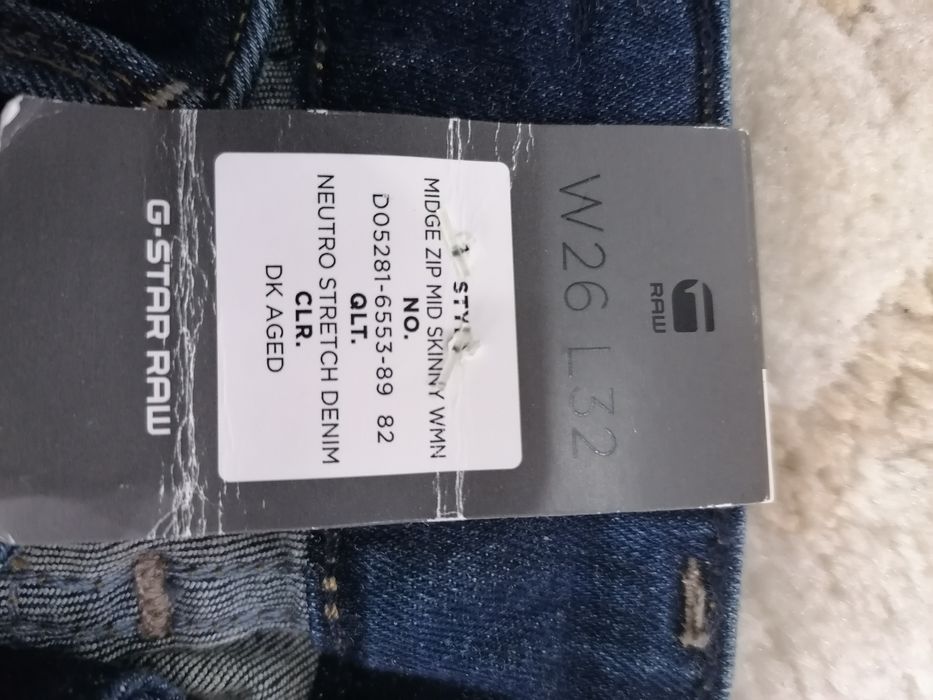 RAW
W26 L32
STYLE
MIDGE ZIP MID SKINNY WMN
NO.
D05281-6553-89 82
QLT.
NEUTRO STRETCH DENIM
CLR.
DK AGED
G-STAR RAW